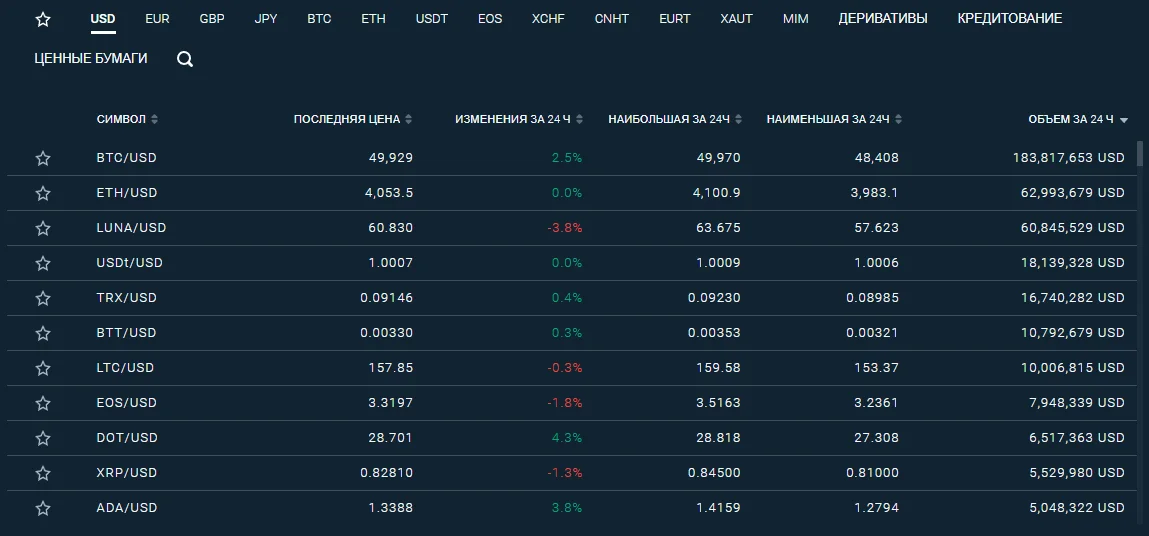 USD EUR GBP JPY BTC ETH USDT EOS XCHF CNHT EURT XAUT MIM ДЕРИВАТИВЫ КРЕДИТОВАНИЕ
ЦЕННЫЕ БУМАГИ
СИМВОЛ ПОСЛЕДНЯЯ ЦЕНА ИЗМЕНЕНИЯ ЗА 24 Ч НАИБОЛЬШАЯ ЗА 24Ч НАИМЕНЬШАЯ ЗА 24Ч ОБЪЕМ ЗА 24 Ч
BTC/USD 49,929 2.5% 49,970 48,408 183,817,653 USD
ETH/USD 4,053.5 0.0% 4,100.9 3,983.1 62,993,679 USD
LUNA/USD 60.830 -3.8% 63.675 57.623 60,845,529 USD
USDt/USD 1.0007 0.0% 1.0009 1.0006 18,139,328 USD
TRX/USD 0.09146 0.4% 0.09230 0.08985 16,740,282 USD
BTT/USD 0.00330 0.3% 0.00353 0.00321 10,792,679 USD
LTC/USD 157.85 -0.3% 159.58 153.37 10,006,815 USD
EOS/USD 3.3197 -1.8% 3.5163 3.2361 7,948,339 USD
DOT/USD 28.701 4.3% 28.818 27.308 6,517,363 USD
XRP/USD 0.82810 -1.3% 0.84500 0.81000 5,529,980 USD
ADA/USD 1.3388 3.8% 1.4159 1.2794 5,048,322 USD